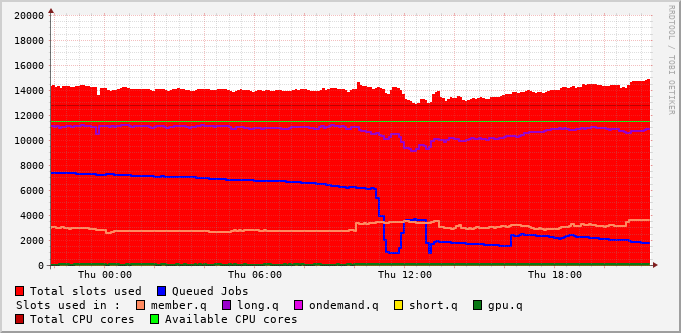 20000
18000
16000
14000
12000
10000
8000
6000
4000
2000
0
Thu 00:00 Thu 06:00 Thu 12:00 Thu 18:00
RRDTOOL / TOBI OETIKER
Total slots used Queued Jobs
Slots used in : member.q long.q ondemand.q short.q gpu.q
Total CPU cores Available CPU cores